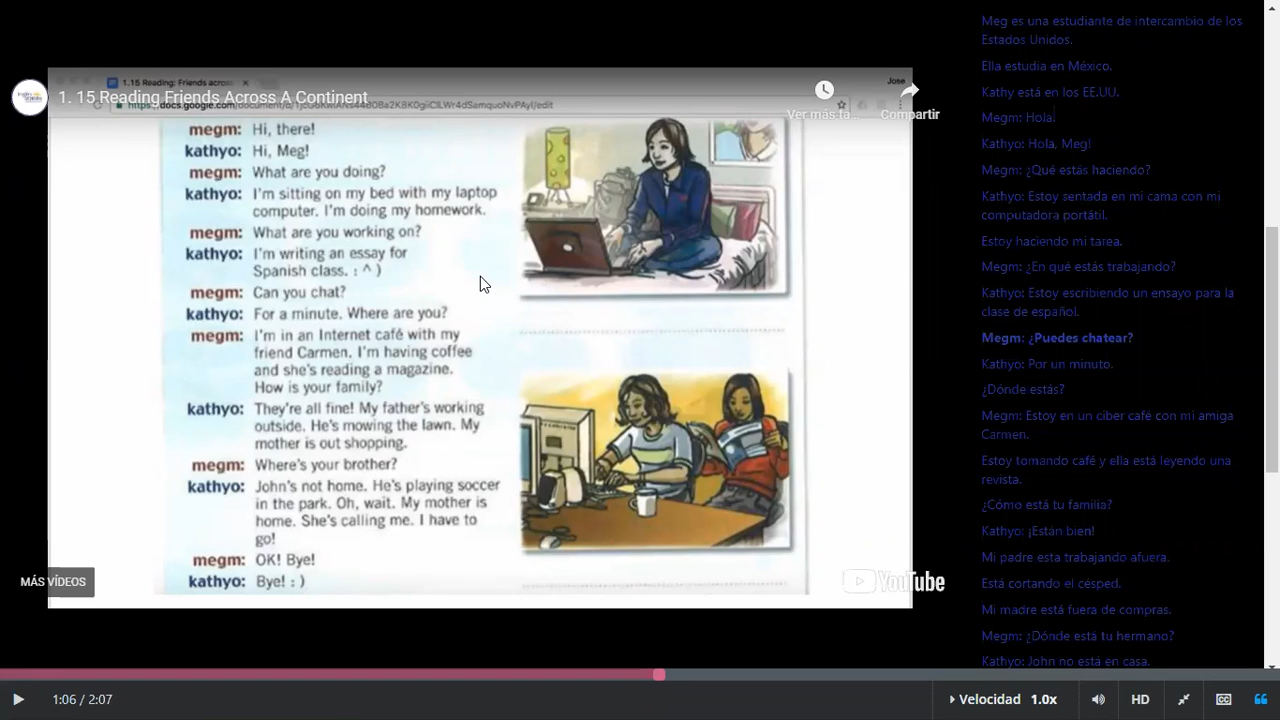 1.15 Reading: Friends across
Jose
1. 15 Reading Friends Across A Continent
Ver más ta...
Compartir
megm: Hi, there!
kathyo: Hi, Meg!
megm: What are you doing?
kathyo: I'm sitting on my bed with my laptop
computer. I'm doing my homework.
megm: What are you working on?
kathyo: I'm writing an essay for
Spanish class. : ^ )
megm: Can you chat?
kathyo: For a minute. Where are you?
megm: I'm in an Internet café with my
friend Carmen. I'm having coffee
and she's reading a magazine.
How is your family?
kathyo: They're all fine! My father's working
outside. He's mowing the lawn. My
mother is out shopping.
megm: Where's your brother?
kathyo: John's not home. He's playing soccer
in the park. Oh, wait. My mother is
home. She's calling me. I have to
go!
megm: OK! Bye!
kathyo: Bye! : )
MÁS VÍDEOS
YouTube
Meg es una estudiante de intercambio de los
Estados Unidos.
Ella estudia en México.
Kathy está en los EE.UU.
Megm: Hola.
Kathyo: Hola, Meg!
Megm: ¿Qué estás haciendo?
Kathyo: Estoy sentada en mi cama con mi
computadora portátil.
Estoy haciendo mi tarea.
Megm: ¿En qué estás trabajando?
Kathyo: Estoy escribiendo un ensayo para la
clase de español.
Megm: ¿Puedes chatear?
Kathyo: Por un minuto.
¿Dónde estás?
Megm: Estoy en un ciber café con mi amiga
Carmen.
Estoy tomando café y ella está leyendo una
revista.
¿Cómo está tu familia?
Kathyo: ¡Están bien!
Mi padre esta trabajando afuera.
Está cortando el césped.
Mi madre está fuera de compras.
Megm: ¿Dónde está tu hermano?
Kathyo: John no está en casa.
1:06 / 2:07
Velocidad 1.0x
HD
CC